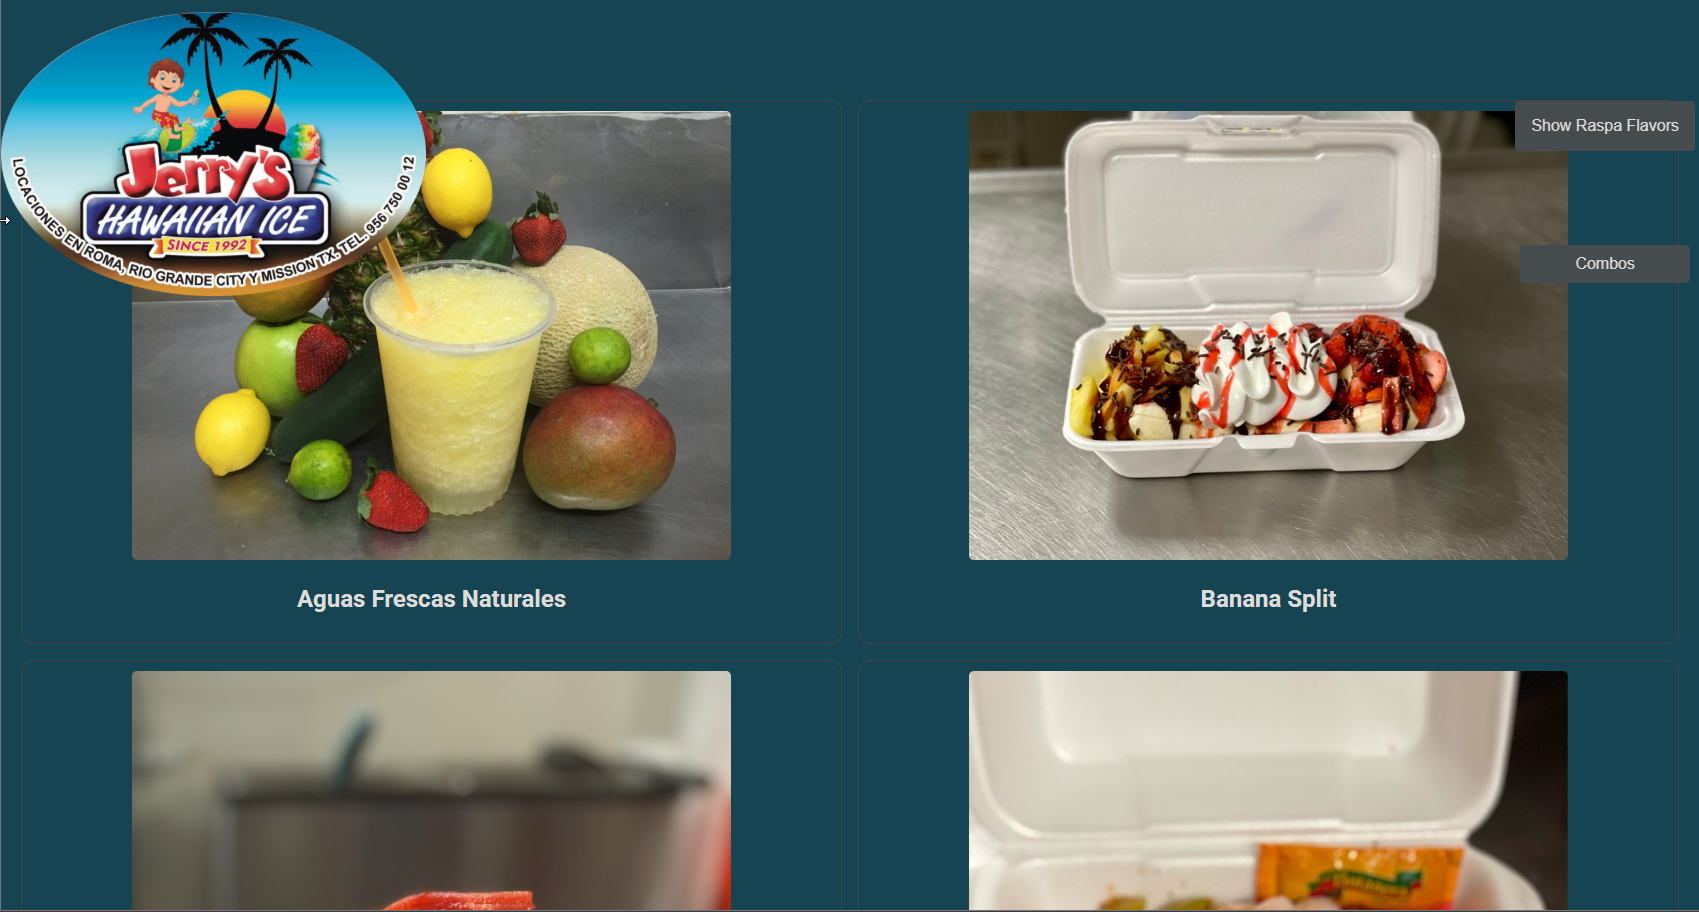 Jerry's
HAWAIIAN ICE
SINCE 1992
LOCACIONES EN ROMA, RIO GRANDE CITY Y MISSION TX. TEL. 956 750 00 12
Show Raspa Flavors
Combos
Aguas Frescas Naturales
Banana Split